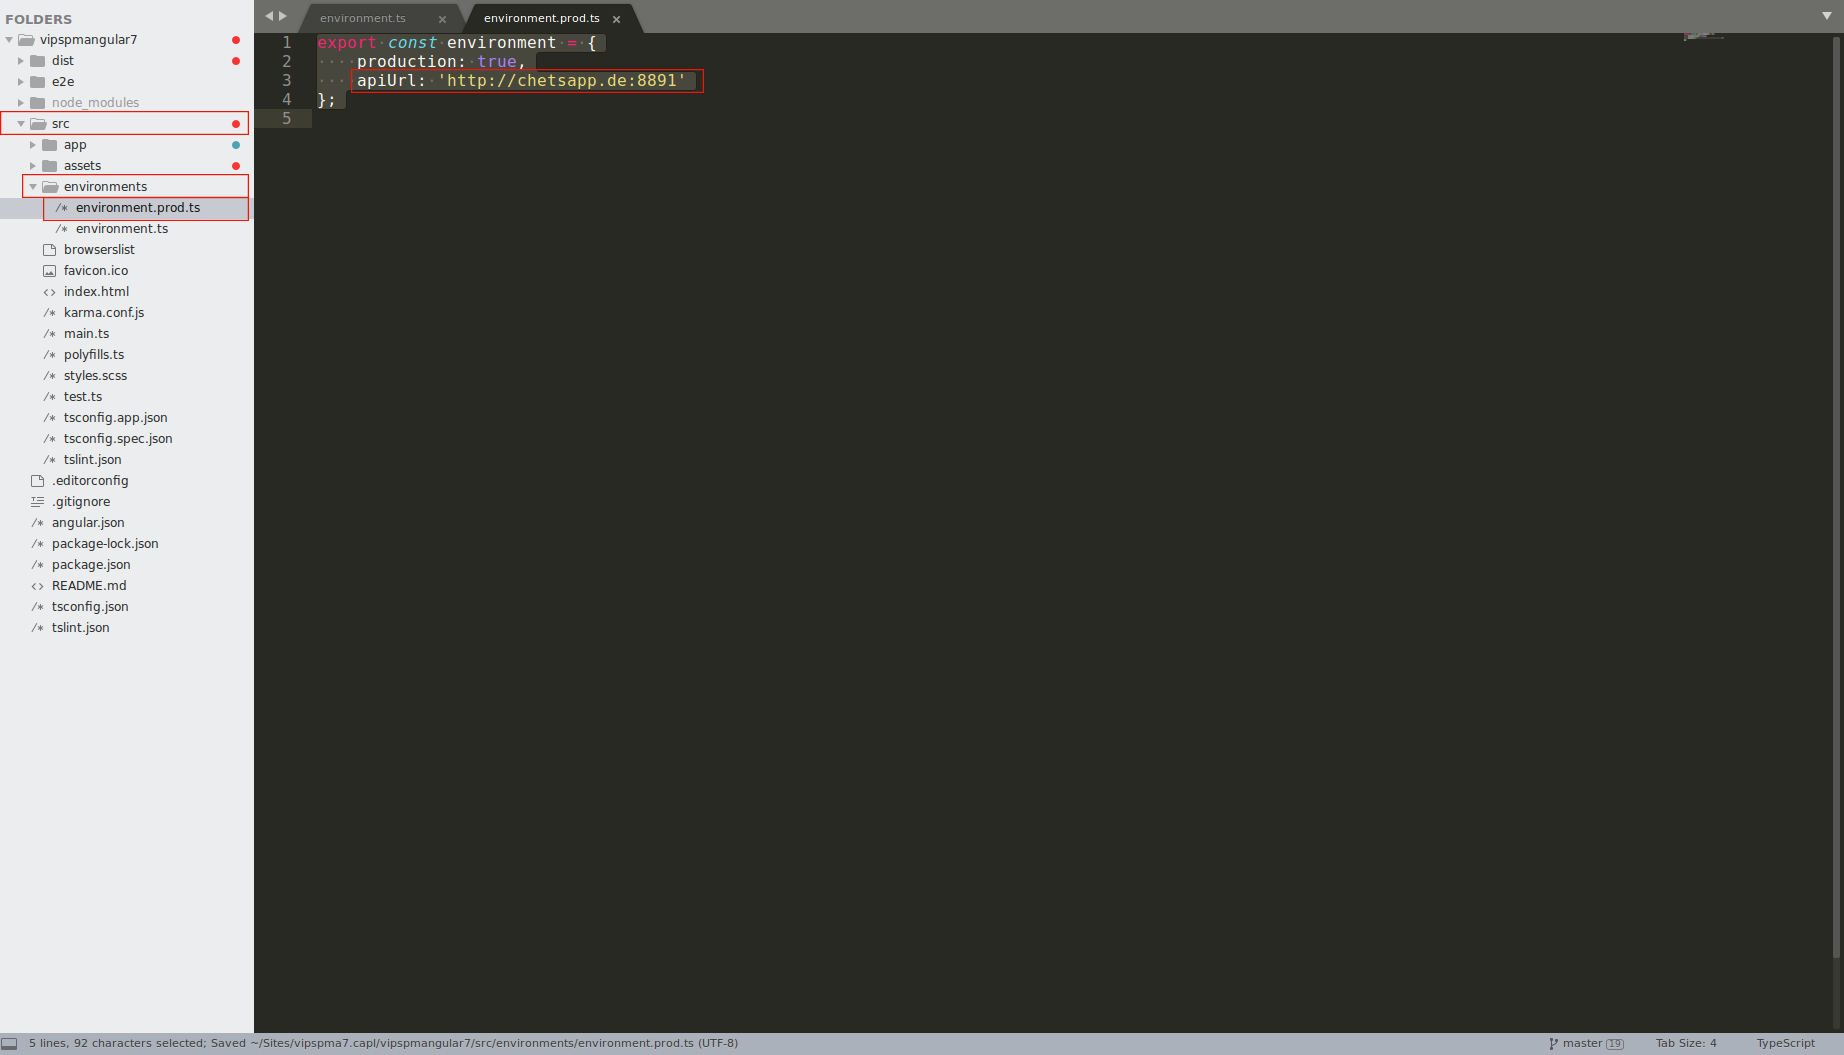 FOLDERS
vipspmangular7
dist
e2e
node_modules
src
app
assets
environments
environment.prod.ts
environment.ts
browserslist
favicon.ico
index.html
karma.conf.js
main.ts
polyfills.ts
styles.scss
test.ts
tsconfig.app.json
tsconfig.spec.json
tslint.json
.editorconfig
.gitignore
angular.json
package-lock.json
package.json
README.md
tsconfig.json
tslint.json
environment.ts ×
environment.prod.ts ×
1 export const environment = {
2     production: true,
3     apiUrl: 'http://chetsapp.de:8891'
4 };
5
5 lines, 92 characters selected; Saved ~/Sites/vipspma7.capl/vipspmangular7/src/environments/environment.prod.ts (UTF-8)
master 19
Tab Size: 4
TypeScript